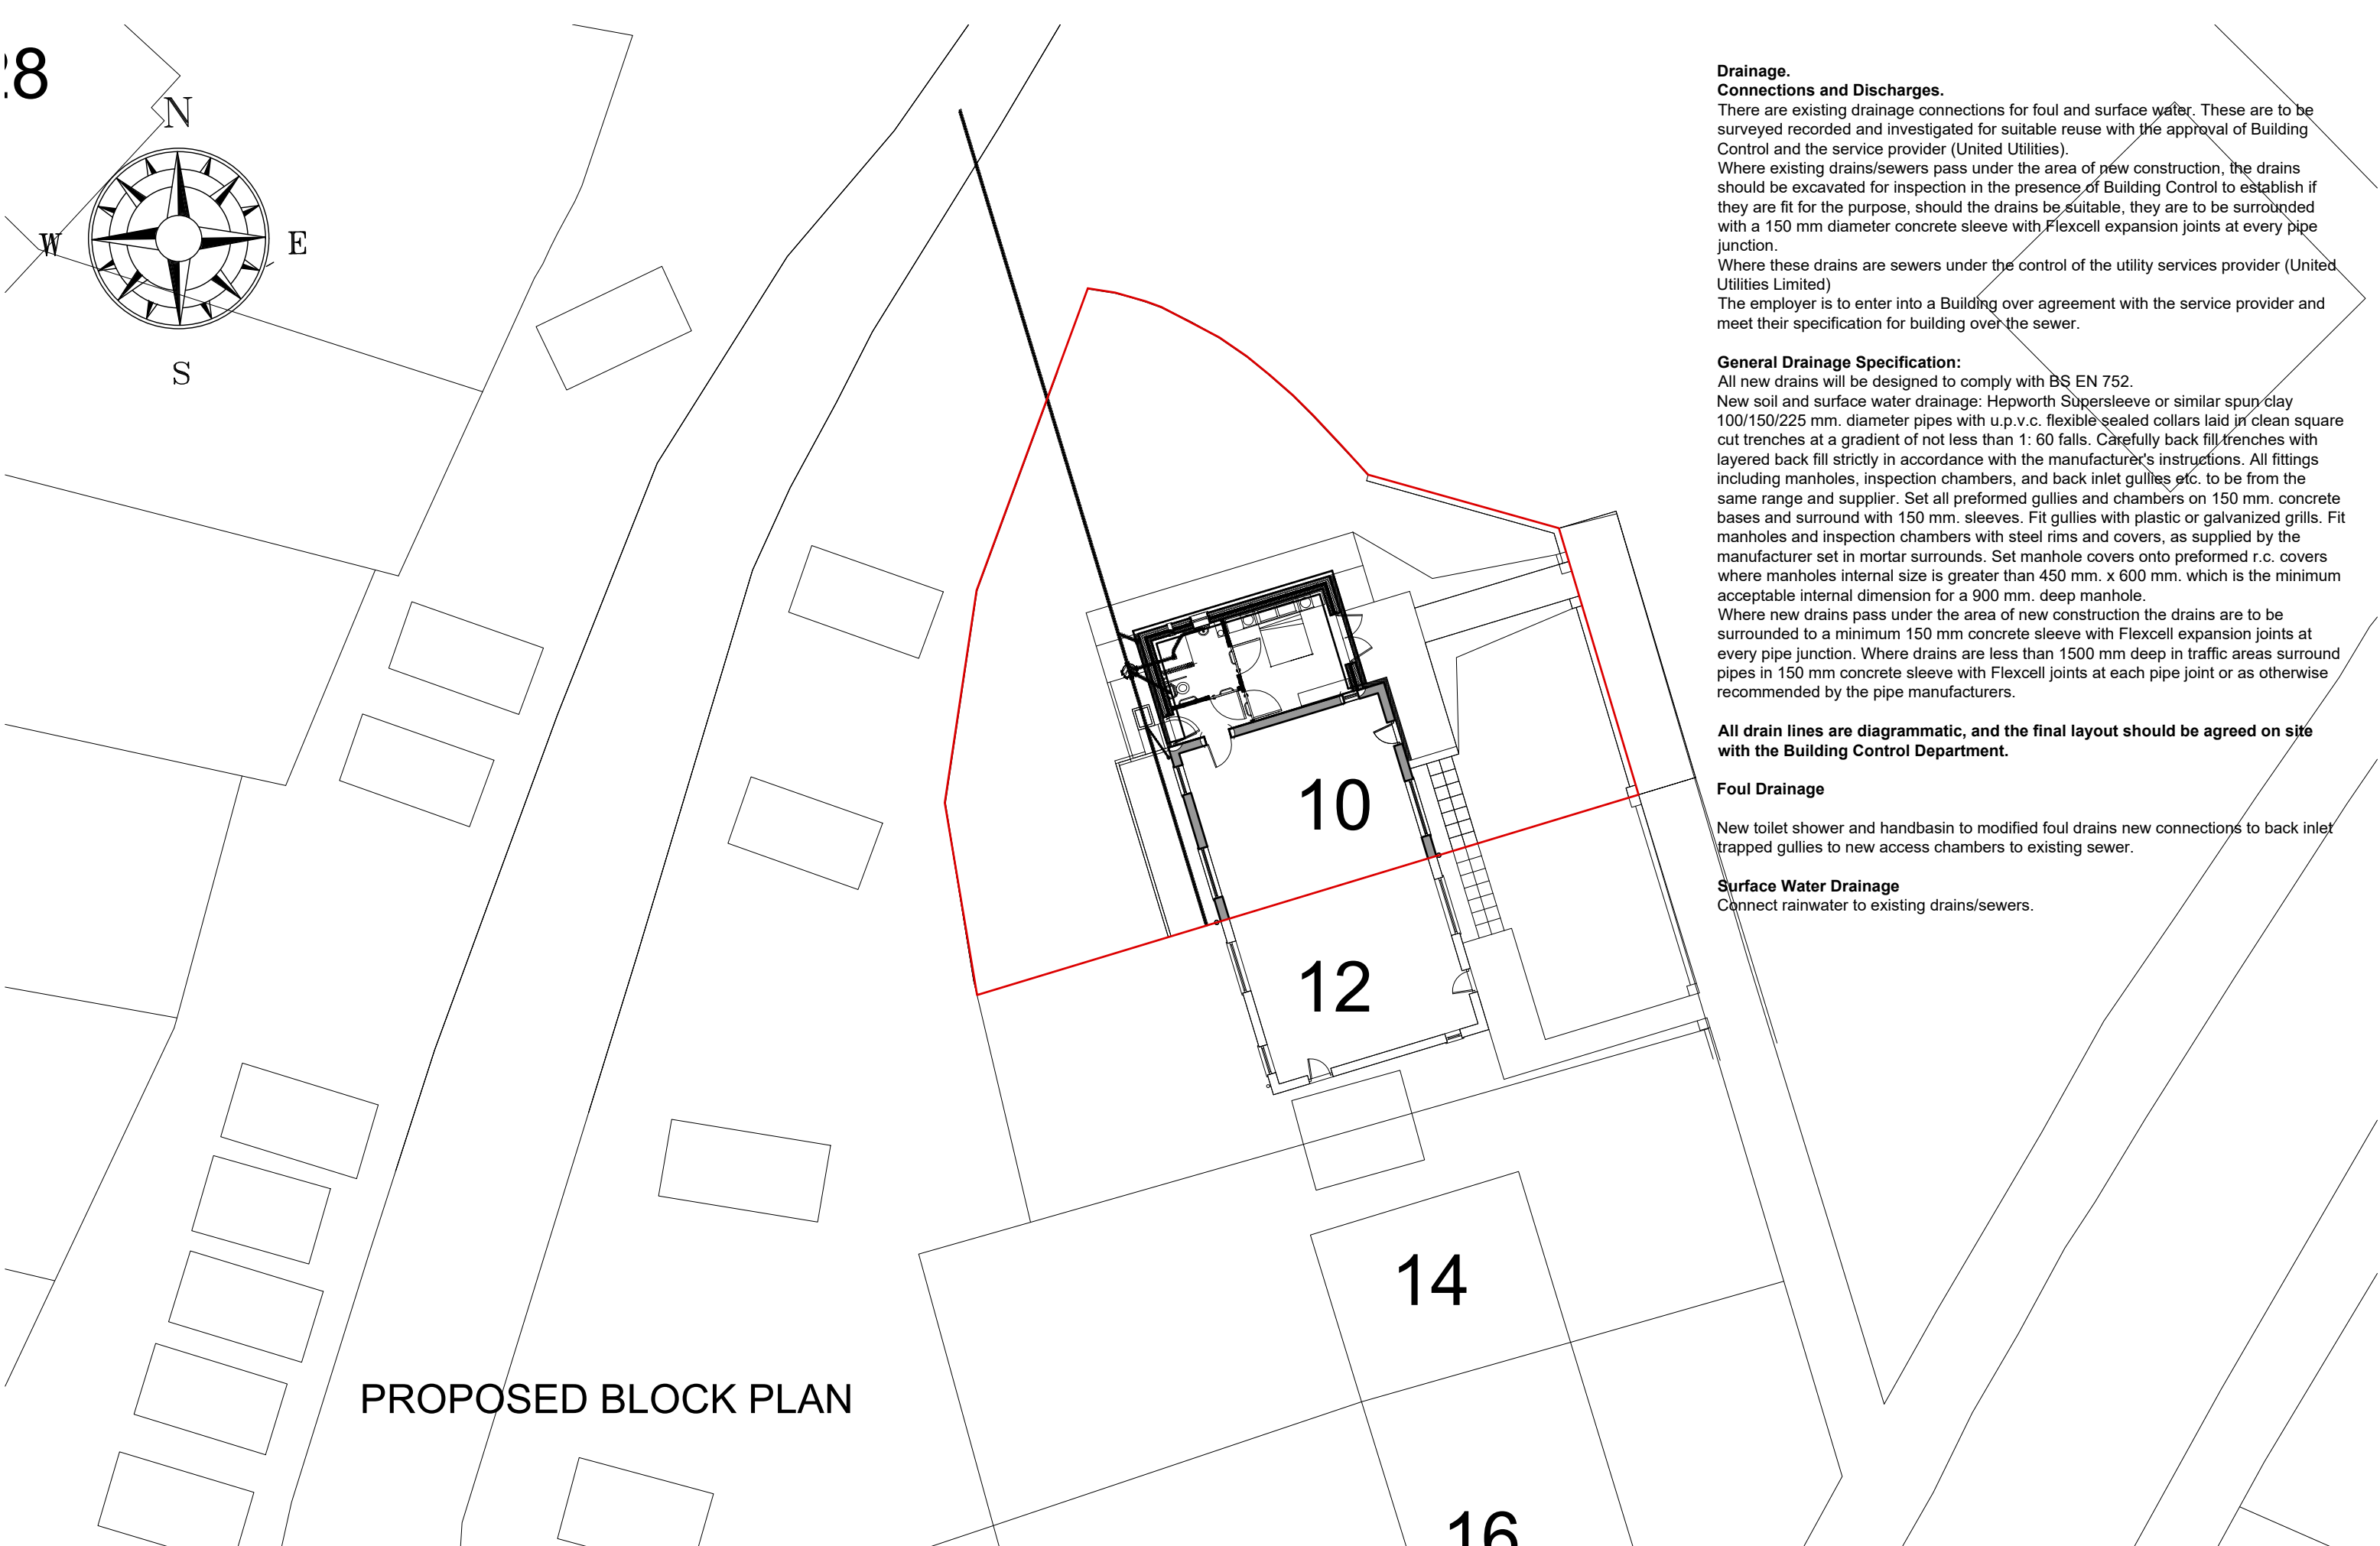 28
N
W
E
S
Drainage.
Connections and Discharges.
There are existing drainage connections for foul and surface water. These are to be
surveyed recorded and investigated for suitable reuse with the approval of Building
Control and the service provider (United Utilities).
Where existing drains/sewers pass under the area of new construction, the drains
should be excavated for inspection in the presence of Building Control to establish if
they are fit for the purpose, should the drains be suitable, they are to be surrounded
with a 150 mm diameter concrete sleeve with Flexcell expansion joints at every pipe
junction.
Where these drains are sewers under the control of the utility services provider (United
Utilities Limited)
The employer is to enter into a Building over agreement with the service provider and
meet their specification for building over the sewer.
General Drainage Specification:
All new drains will be designed to comply with BS EN 752.
New soil and surface water drainage: Hepworth Supersleeve or similar spun clay
100/150/225 mm. diameter pipes with u.p.v.c. flexible sealed collars laid in clean square
cut trenches at a gradient of not less than 1: 60 falls. Carefully back fill trenches with
layered back fill strictly in accordance with the manufacturer's instructions. All fittings
including manholes, inspection chambers, and back inlet gullies etc. to be from the
same range and supplier. Set all preformed gullies and chambers on 150 mm. concrete
bases and surround with 150 mm. sleeves. Fit gullies with plastic or galvanized grills. Fit
manholes and inspection chambers with steel rims and covers, as supplied by the
manufacturer set in mortar surrounds. Set manhole covers onto preformed r.c. covers
where manholes internal size is greater than 450 mm. x 600 mm. which is the minimum
acceptable internal dimension for a 900 mm. deep manhole.
Where new drains pass under the area of new construction the drains are to be
surrounded to a minimum 150 mm concrete sleeve with Flexcell expansion joints at
every pipe junction. Where drains are less than 1500 mm deep in traffic areas surround
pipes in 150 mm concrete sleeve with Flexcell joints at each pipe joint or as otherwise
recommended by the pipe manufacturers.
All drain lines are diagrammatic, and the final layout should be agreed on site
with the Building Control Department.
Foul Drainage
New toilet shower and handbasin to modified foul drains new connections to back inlet
trapped gullies to new access chambers to existing sewer.
Surface Water Drainage
Connect rainwater to existing drains/sewers.
10
12
14
16
PROPOSED BLOCK PLAN